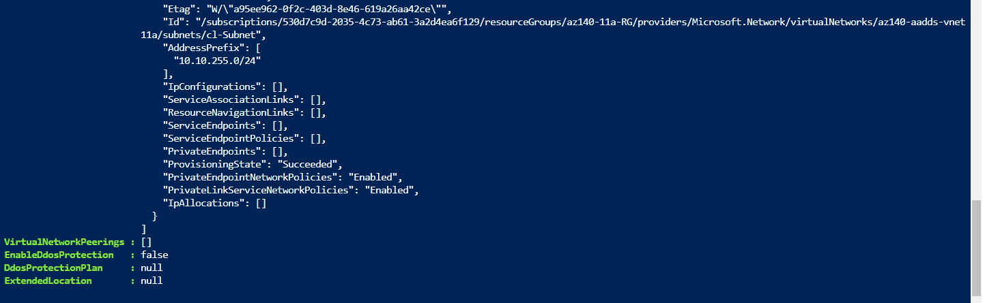 "Etag": "W/\"a95ee962-0f2c-403d-8e46-619a26aa42ce\"",
"Id": "/subscriptions/530d7c9d-2035-4c73-ab61-3a2d4ea6f129/resourceGroups/az140-11a-RG/providers/Microsoft.Network/virtualNetworks/az140-aadds-vnet
11a/subnets/cl-Subnet",
"AddressPrefix": [
"10.10.255.0/24"
],
"IpConfigurations": [],
"ServiceAssociationLinks": [],
"ResourceNavigationLinks": [],
"ServiceEndpoints": [],
"ServiceEndpointPolicies": [],
"PrivateEndpoints": [],
"ProvisioningState": "Succeeded",
"PrivateEndpointNetworkPolicies": "Enabled",
"PrivateLinkServiceNetworkPolicies": "Enabled",
"IpAllocations": []
}
]
VirtualNetworkPeerings : []
EnableDdosProtection : false
DdosProtectionPlan : null
ExtendedLocation : null